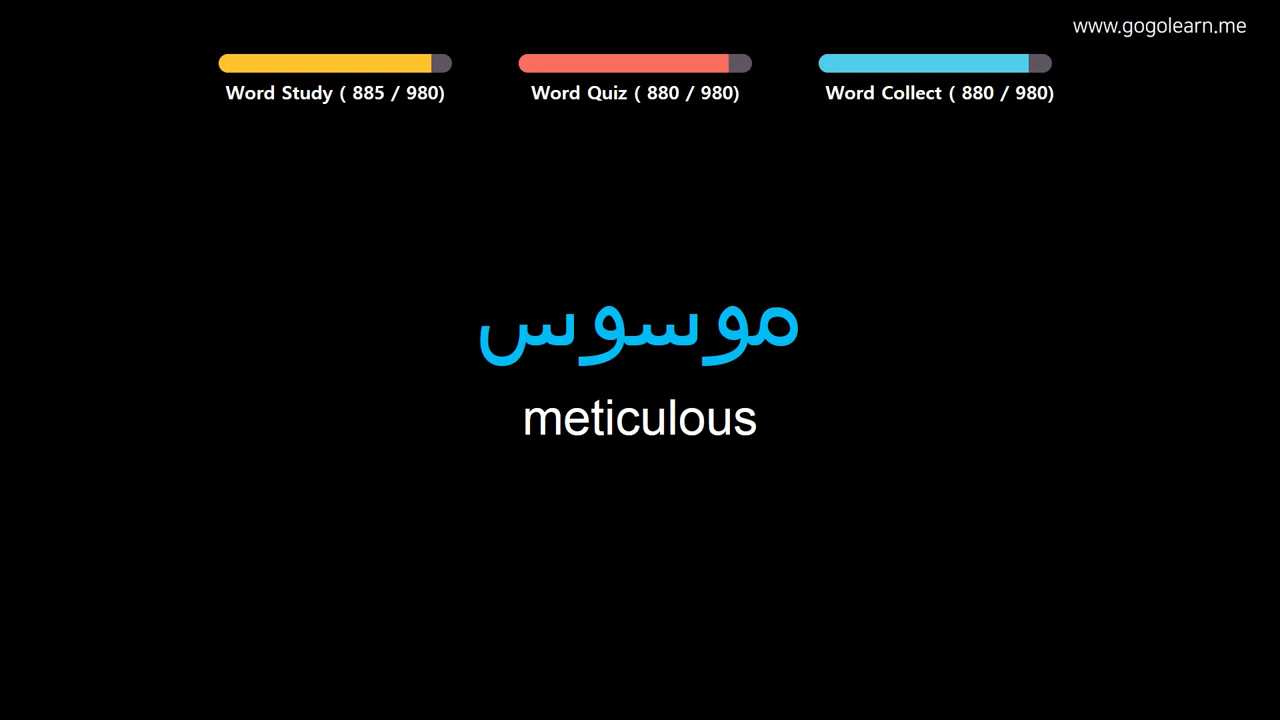 www.gogolearn.me
Word Study ( 885 / 980)
Word Quiz ( 880 / 980)
Word Collect ( 880 / 980)
موسوس
meticulous